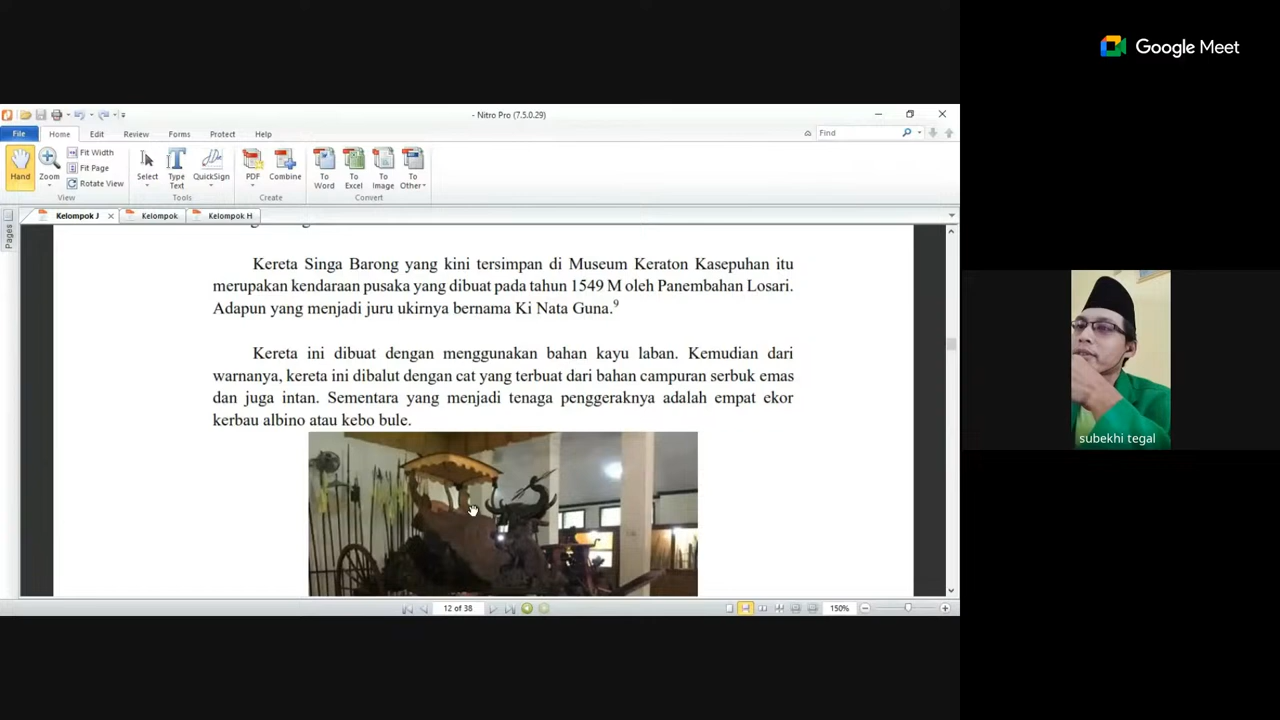 Google Meet
- Nitro Pro (7.5.0.29)
File Home Edit Review Forms Protect Help
Find
Hand
Zoom
Fit Width
Fit Page
Rotate View
View
Select
Type Text
QuickSign
Tools
PDF
Combine
Create
To Word
To Excel
To Image
To Other
Convert
Kelompok J
Kelompok
Kelompok H
Pages
Kereta Singa Barong yang kini tersimpan di Museum Keraton Kasepuhan itu
merupakan kendaraan pusaka yang dibuat pada tahun 1549 M oleh Panembahan Losari.
Adapun yang menjadi juru ukirnya bernama Ki Nata Guna.⁹
Kereta ini dibuat dengan menggunakan bahan kayu laban. Kemudian dari
warnanya, kereta ini dibalut dengan cat yang terbuat dari bahan campuran serbuk emas
dan juga intan. Sementara yang menjadi tenaga penggeraknya adalah empat ekor
kerbau albino atau kebo bule.
subekhi tegal
12 of 38
150%